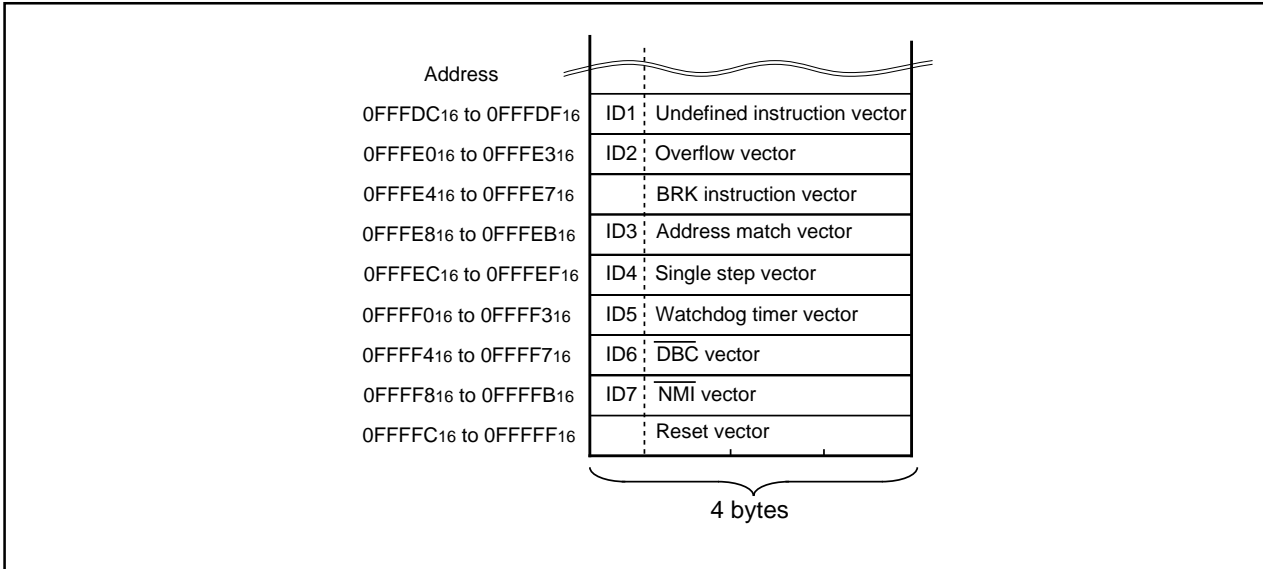 Address
0FFFDC16 to 0FFFDF16 ID1 Undefined instruction vector
0FFFE016 to 0FFFE316 ID2 Overflow vector
0FFFE416 to 0FFFE716 BRK instruction vector
0FFFE816 to 0FFFEB16 ID3 Address match vector
0FFFEC16 to 0FFFEF16 ID4 Single step vector
0FFFF016 to 0FFFF316 ID5 Watchdog timer vector
0FFFF416 to 0FFFF716 ID6 D̅B̅C̅ vector
0FFFF816 to 0FFFFB16 ID7 N̅M̅I̅ vector
0FFFFC16 to 0FFFFF16 Reset vector
4 bytes